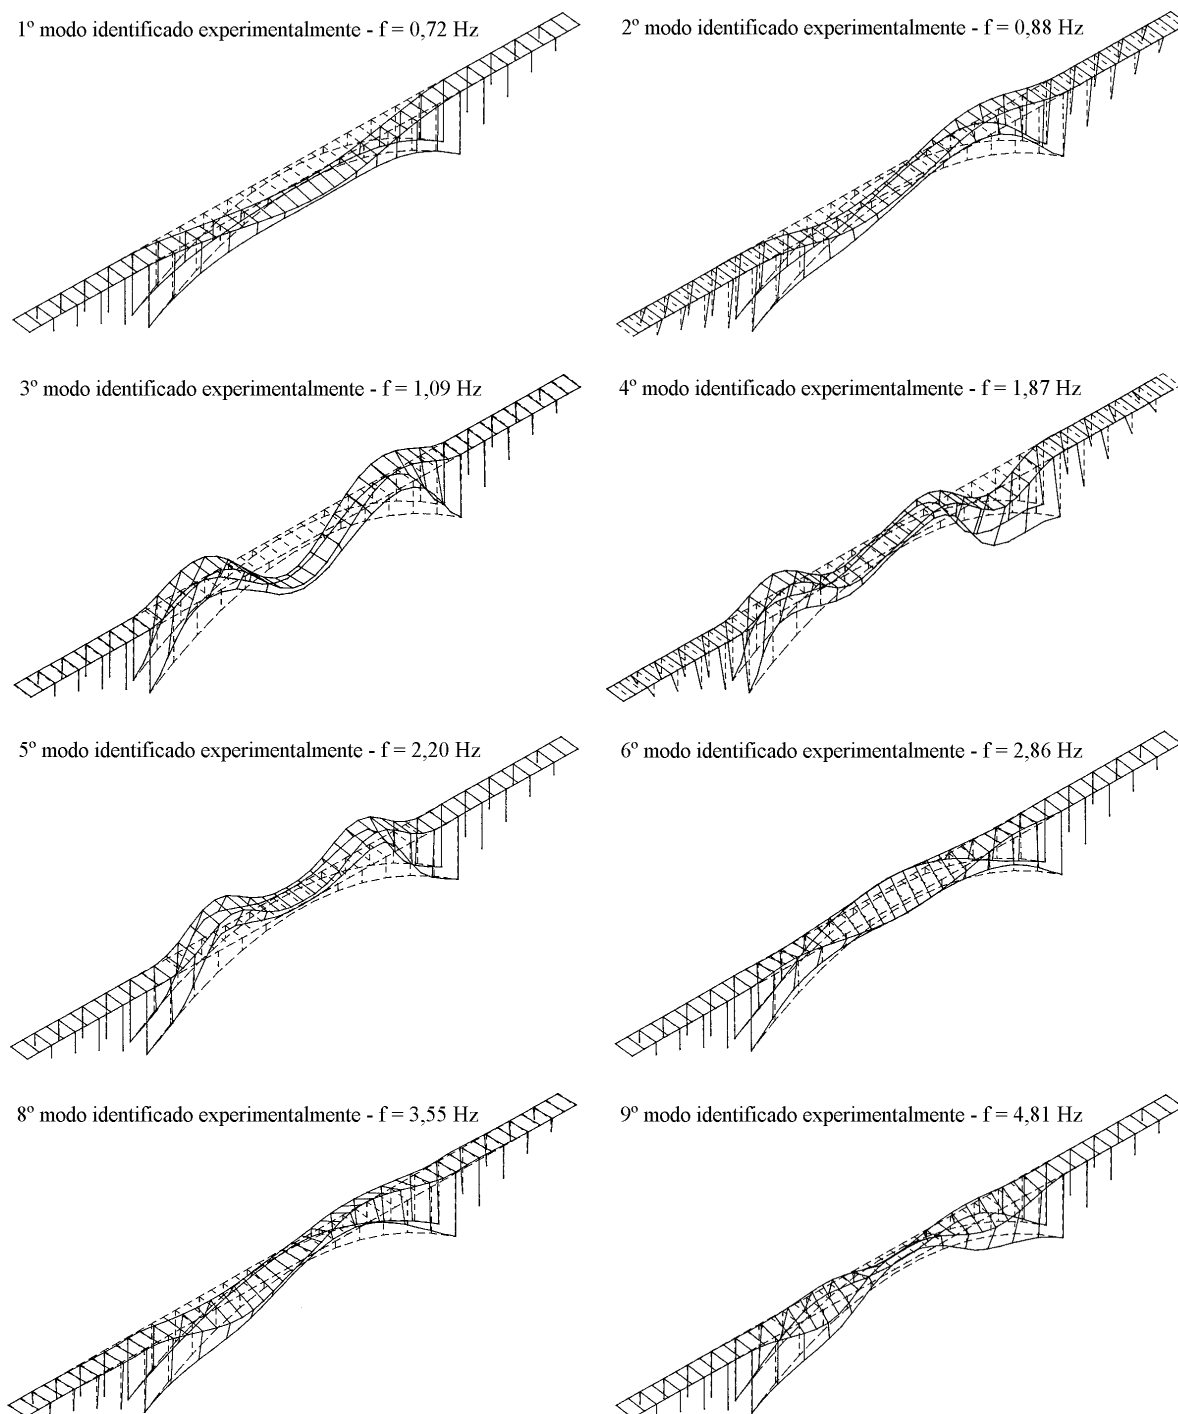 1º modo identificado experimentalmente - f = 0,72 Hz
2º modo identificado experimentalmente - f = 0,88 Hz
3º modo identificado experimentalmente - f = 1,09 Hz
4º modo identificado experimentalmente - f = 1,87 Hz
5º modo identificado experimentalmente - f = 2,20 Hz
6º modo identificado experimentalmente - f = 2,86 Hz
8º modo identificado experimentalmente - f = 3,55 Hz
9º modo identificado experimentalmente - f = 4,81 Hz